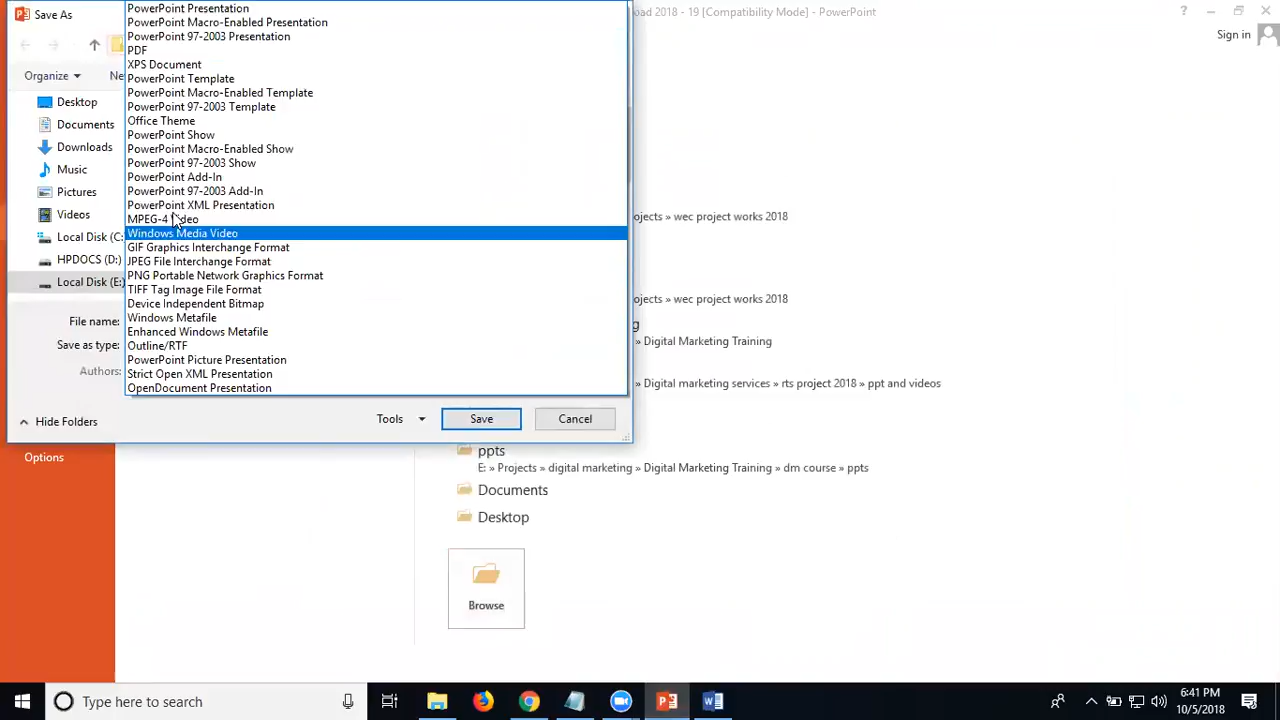 Save As
oad 2018 - 19 [Compatibility Mode] - PowerPoint
?
Sign in
Organize
Ne
Desktop
Documents
Downloads
Music
Pictures
Videos
Local Disk (C:
HPDOCS (D:)
Local Disk (E:)
PowerPoint Presentation
PowerPoint Macro-Enabled Presentation
PowerPoint 97-2003 Presentation
PDF
XPS Document
PowerPoint Template
PowerPoint Macro-Enabled Template
PowerPoint 97-2003 Template
Office Theme
PowerPoint Show
PowerPoint Macro-Enabled Show
PowerPoint 97-2003 Show
PowerPoint Add-In
PowerPoint 97-2003 Add-In
PowerPoint XML Presentation
MPEG-4 Video
Windows Media Video
GIF Graphics Interchange Format
JPEG File Interchange Format
PNG Portable Network Graphics Format
TIFF Tag Image File Format
Device Independent Bitmap
Windows Metafile
Enhanced Windows Metafile
Outline/RTF
PowerPoint Picture Presentation
Strict Open XML Presentation
OpenDocument Presentation
File name:
Save as type:
Authors:
Hide Folders
Tools
Save
Cancel
Options
ojects » wec project works 2018
ojects » wec project works 2018
g
» Digital Marketing Training
» Digital marketing services » rts project 2018 » ppt and videos
ppts
E: » Projects » digital marketing » Digital Marketing Training » dm course » ppts
Documents
Desktop
Browse
Type here to search
6:41 PM
10/5/2018